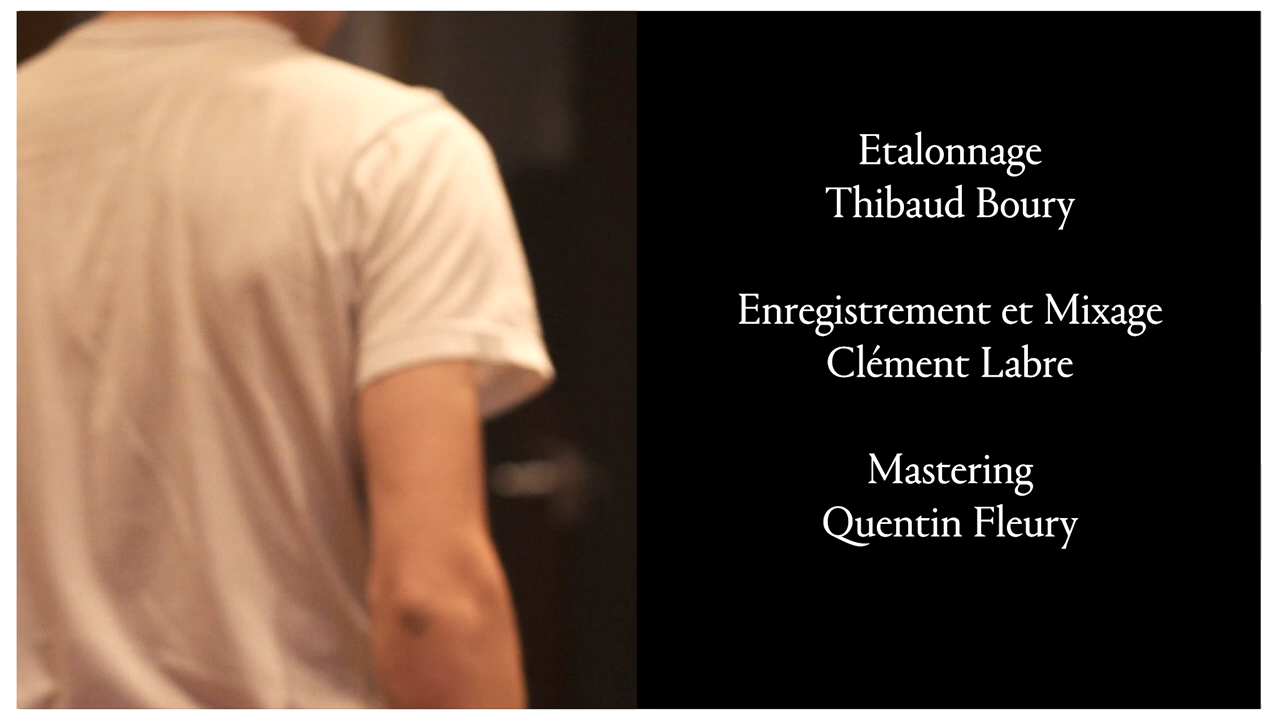 Etalonnage
Thibaud Boury
Enregistrement et Mixage
Clément Labre
Mastering
Quentin Fleury